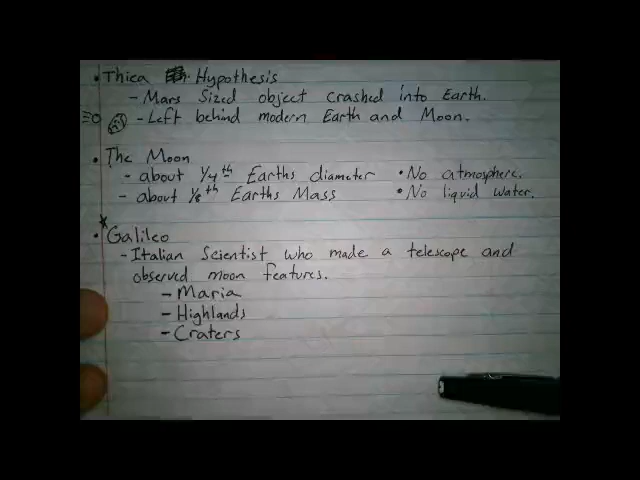 • Thiea Hypothesis
- Mars Sized object crashed into Earth.
- Left behind modern Earth and Moon.
• The Moon
- about 1/4th Earths diameter • No atmosphere.
- about 1/8th Earths Mass • No liquid water.
• Galileo
- Italian Scientist who made a telescope and
observed moon features.
- Maria
- Highlands
- Craters